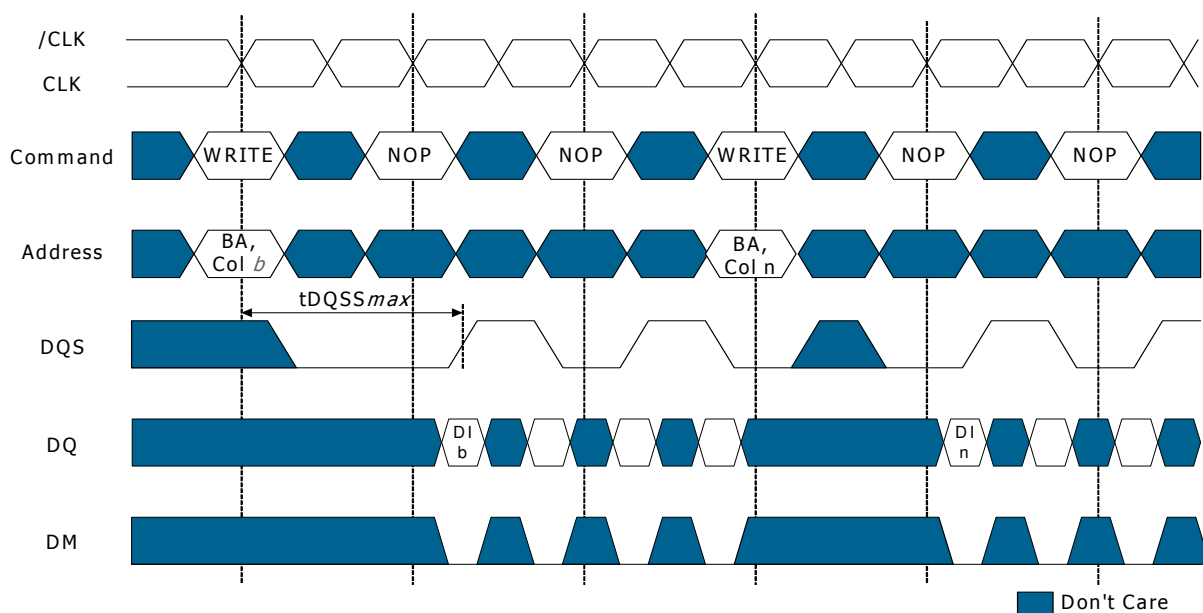 /CLK
CLK
Command
WRITE
NOP
NOP
WRITE
NOP
NOP
Address
BA,
Col b
BA,
Col n
tDQSSmax
DQS
DQ
DI
b
DI
n
DM
Don't Care